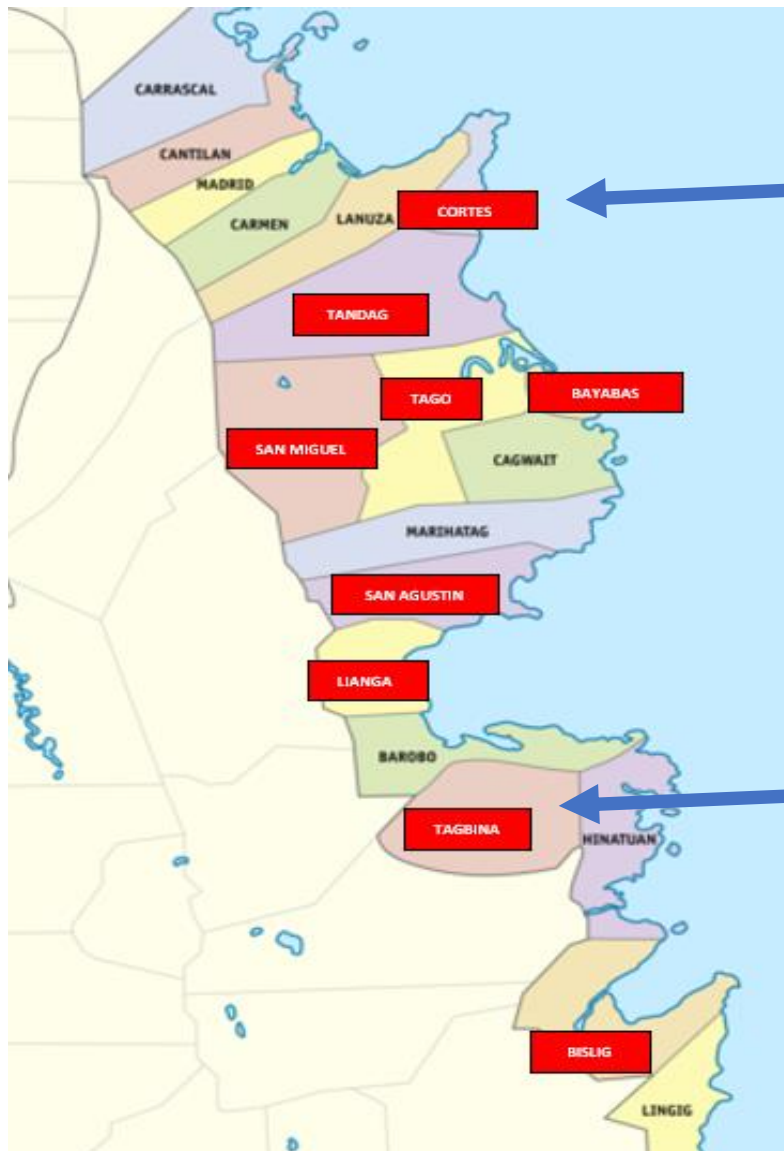 CARRASCAL
CANTILAN
MADRID
CARMEN
LANUZA
CORTES
TANDAG
TAGO
BAYABAS
SAN MIGUEL
CAGWAIT
MARIHATAG
SAN AGUSTIN
LIANGA
BAROBO
TAGBINA
HINATUAN
BISLIG
LINGIG